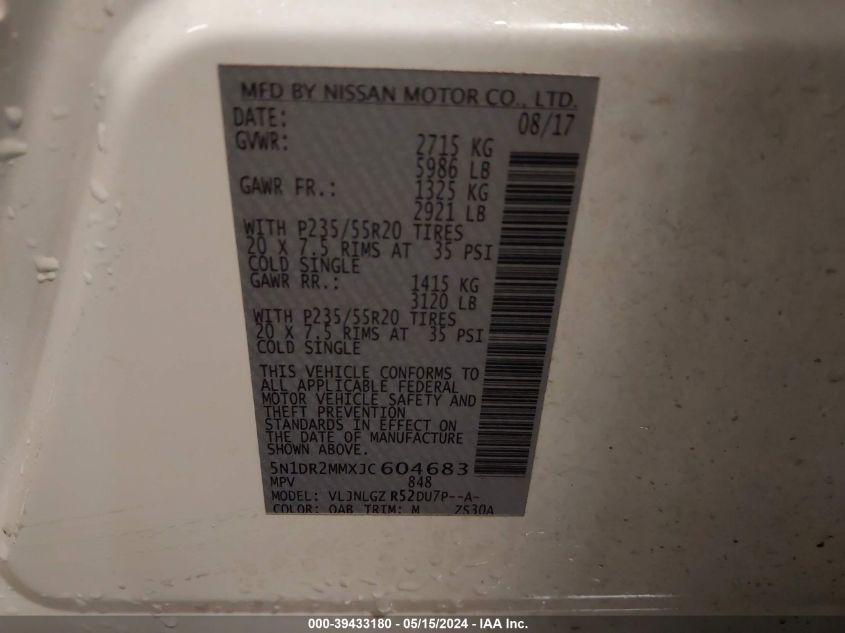 MFD BY NISSAN MOTOR CO., LTD.
DATE: 08/17
GVWR: 2715 KG
5986 LB
GAWR FR.: 1325 KG
2921 LB
WITH P235/55R20 TIRES
20 X 7.5 RIMS AT 35 PSI
COLD SINGLE
GAWR RR.: 1415 KG
3120 LB
WITH P235/55R20 TIRES
20 X 7.5 RIMS AT 35 PSI
COLD SINGLE
THIS VEHICLE CONFORMS TO
ALL APPLICABLE FEDERAL
MOTOR VEHICLE SAFETY AND
THEFT PREVENTION
STANDARDS IN EFFECT ON
THE DATE OF MANUFACTURE
SHOWN ABOVE.
5N1DR2MMXJC604683
MPV 848
MODEL: VLJNLGZ R52DU7P--A-
COLOR: QAB TRIM: M ZS30A
000-39433180 - 05/15/2024 - IAA Inc.